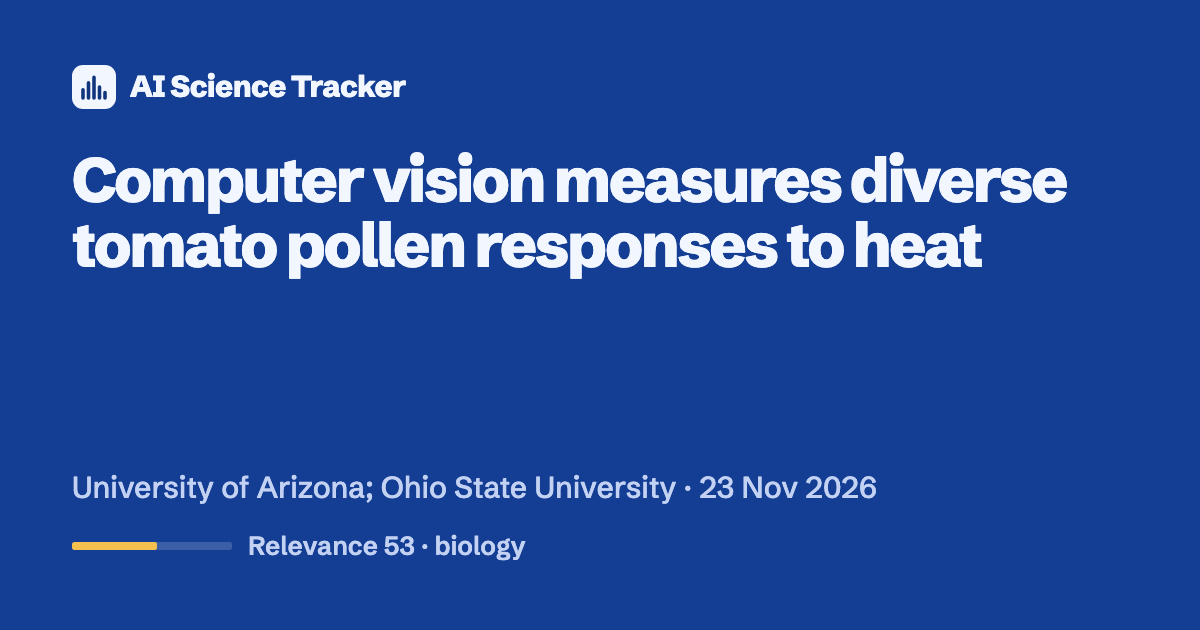 AI Science Tracker
Computer vision measures diverse
tomato pollen responses to heat
University of Arizona; Ohio State University · 23 Nov 2026
Relevance 53 · biology